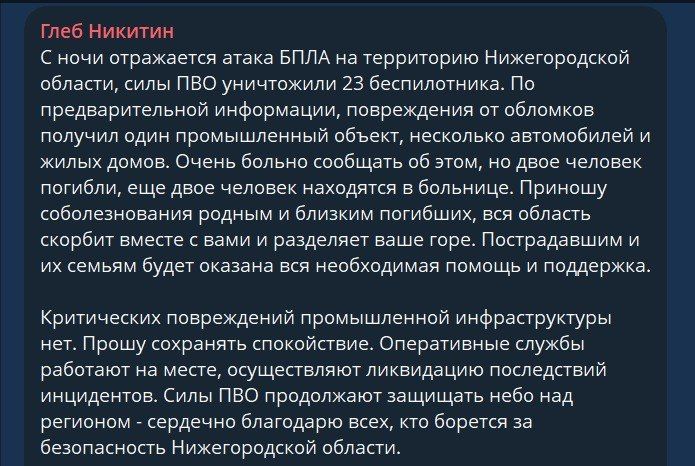 Глеб Никитин
С ночи отражается атака БПЛА на территорию Нижегородской
области, силы ПВО уничтожили 23 беспилотника. По
предварительной информации, повреждения от обломков
получил один промышленный объект, несколько автомобилей и
жилых домов. Очень больно сообщать об этом, но двое человек
погибли, еще двое человек находятся в больнице. Приношу
соболезнования родным и близким погибших, вся область
скорбит вместе с вами и разделяет ваше горе. Пострадавшим и
их семьям будет оказана вся необходимая помощь и поддержка.
Критических повреждений промышленной инфраструктуры
нет. Прошу сохранять спокойствие. Оперативные службы
работают на месте, осуществляют ликвидацию последствий
инцидентов. Силы ПВО продолжают защищать небо над
регионом - сердечно благодарю всех, кто борется за
безопасность Нижегородской области.